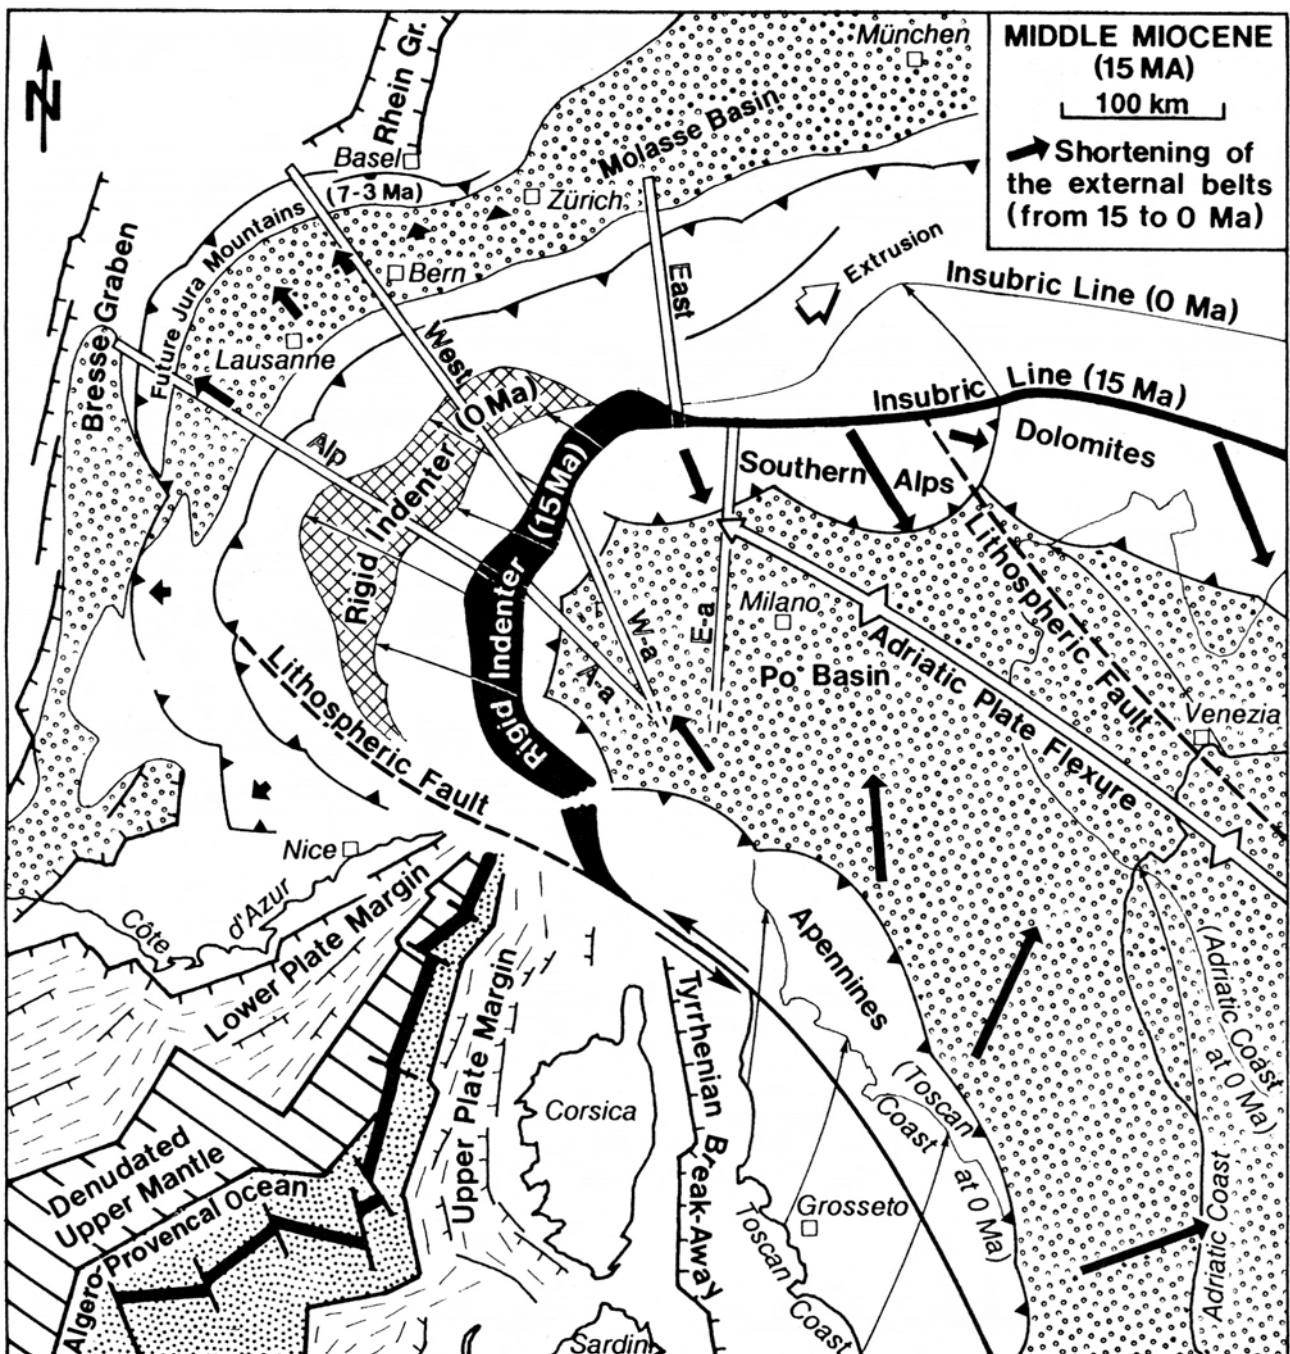 MIDDLE MIOCENE
(15 MA)
100 km
Shortening of
the external belts
(from 15 to 0 Ma)
N
Rhein Gr.
München
Molasse Basin
Basel
(7-3 Ma)
Zürich
Future Jura Mountains
Bern
Bresse Graben
Lausanne
West
East
Extrusion
Insubric Line (0 Ma)
Insubric Line (15 Ma)
Alp
Rigid Indenter (0 Ma)
Rigid Indenter (15 Ma)
Southern Alps
Dolomites
Lithospheric Fault
Milano
W-a
E-a
A-a
Po Basin
Adriatic Plate Flexure
Venezia
Lithospheric Fault
Nice
Côte d'Azur
Lower Plate Margin
Upper Plate Margin
Apennines
(Adriatic Coast
at 0 Ma)
Tyrrhenian Break-Away
Corsica
(Toscan
Coast
at 0 Ma)
Denudated
Upper Mantle
Algero-Provencal Ocean
Grosseto
Toscan
Coast
Adriatic Coast
Sardin